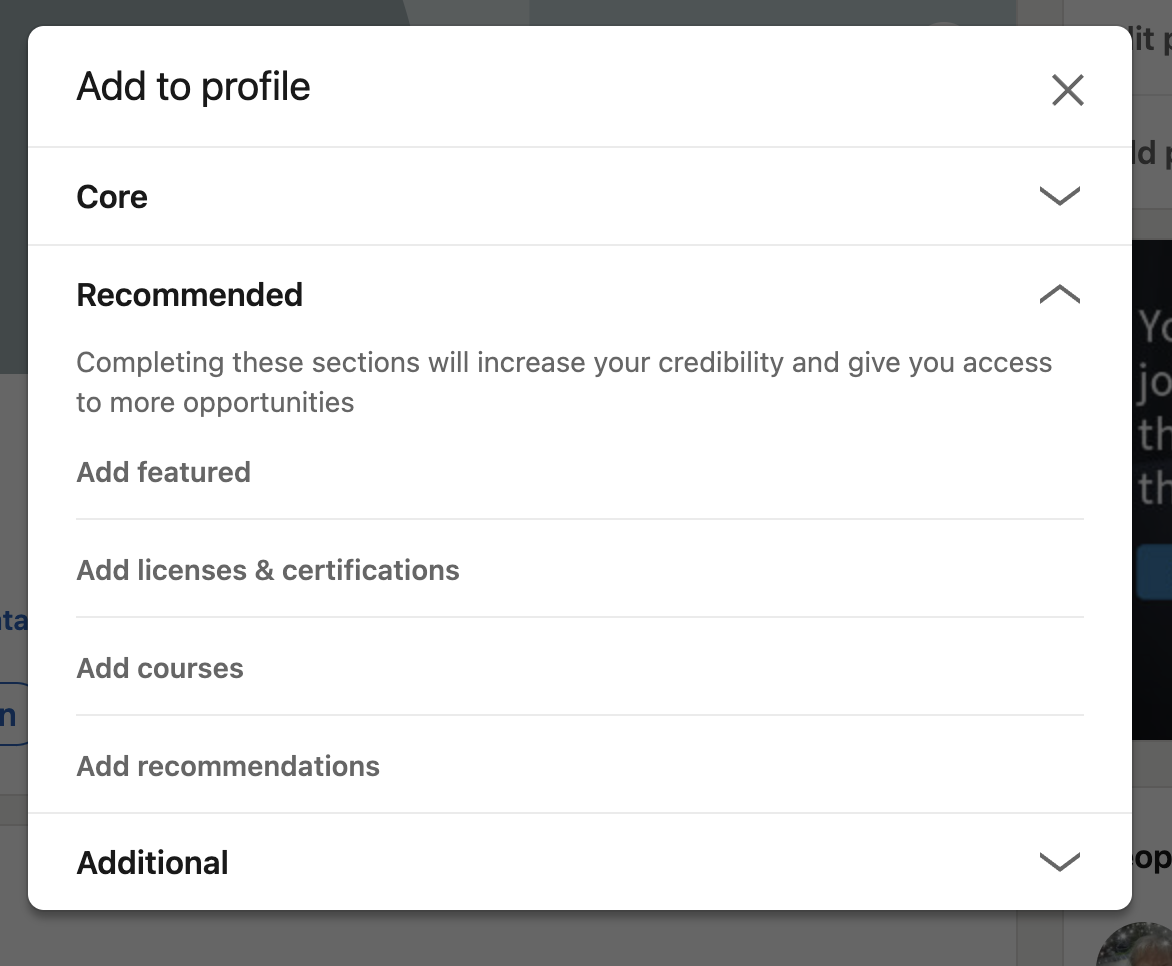 Add to profile
Core
Recommended
Completing these sections will increase your credibility and give you access
to more opportunities
Add featured
Add licenses & certifications
Add courses
Add recommendations
Additional